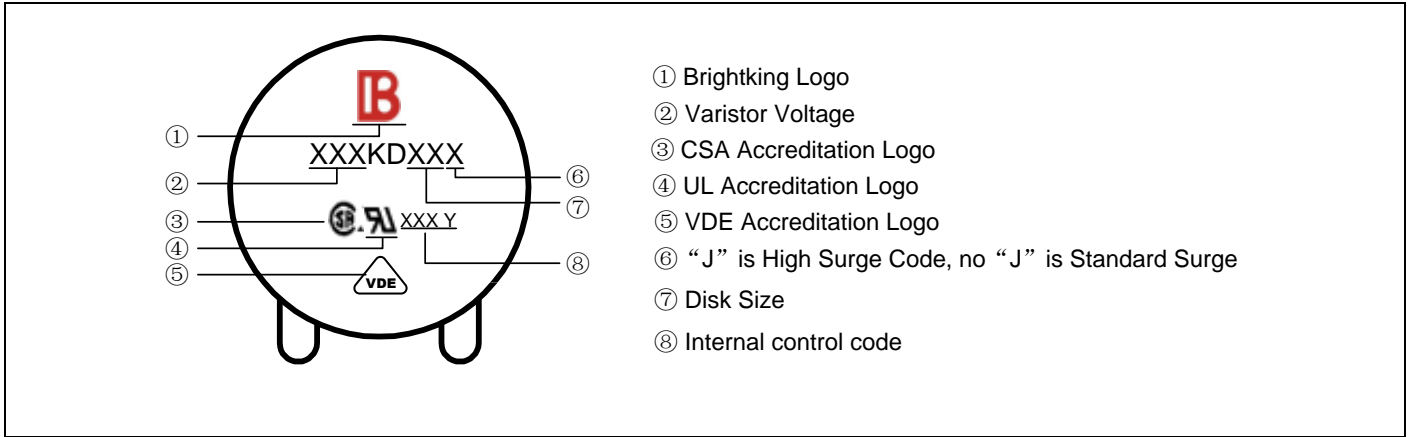 B
XXXKDXXX
XXX Y
VDE
①
②
③
④
⑤
⑥
⑦
⑧
① Brightking Logo
② Varistor Voltage
③ CSA Accreditation Logo
④ UL Accreditation Logo
⑤ VDE Accreditation Logo
⑥ “J” is High Surge Code, no “J” is Standard Surge
⑦ Disk Size
⑧ Internal control code